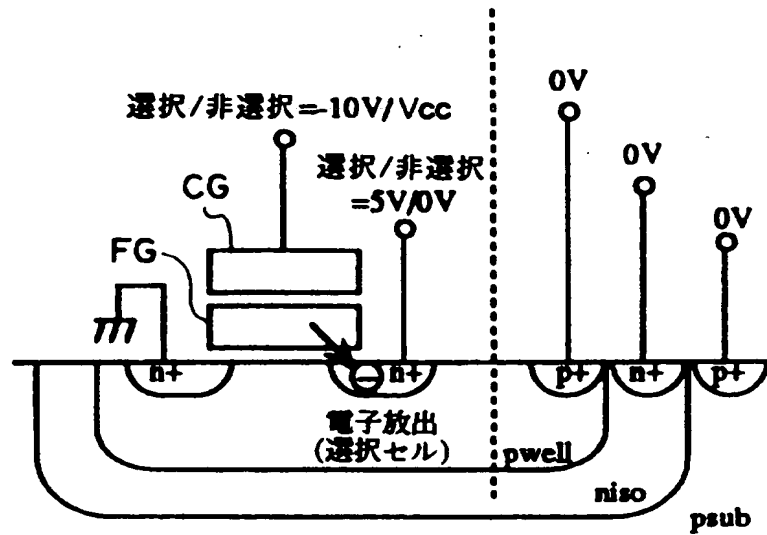 選択/非選択=-10V/Vcc
選択/非選択
=5V/0V
0V
0V
0V
CG
FG
n+
n+
p+
n+
p+
電子放出
(選択セル)
pwell
niso
psub